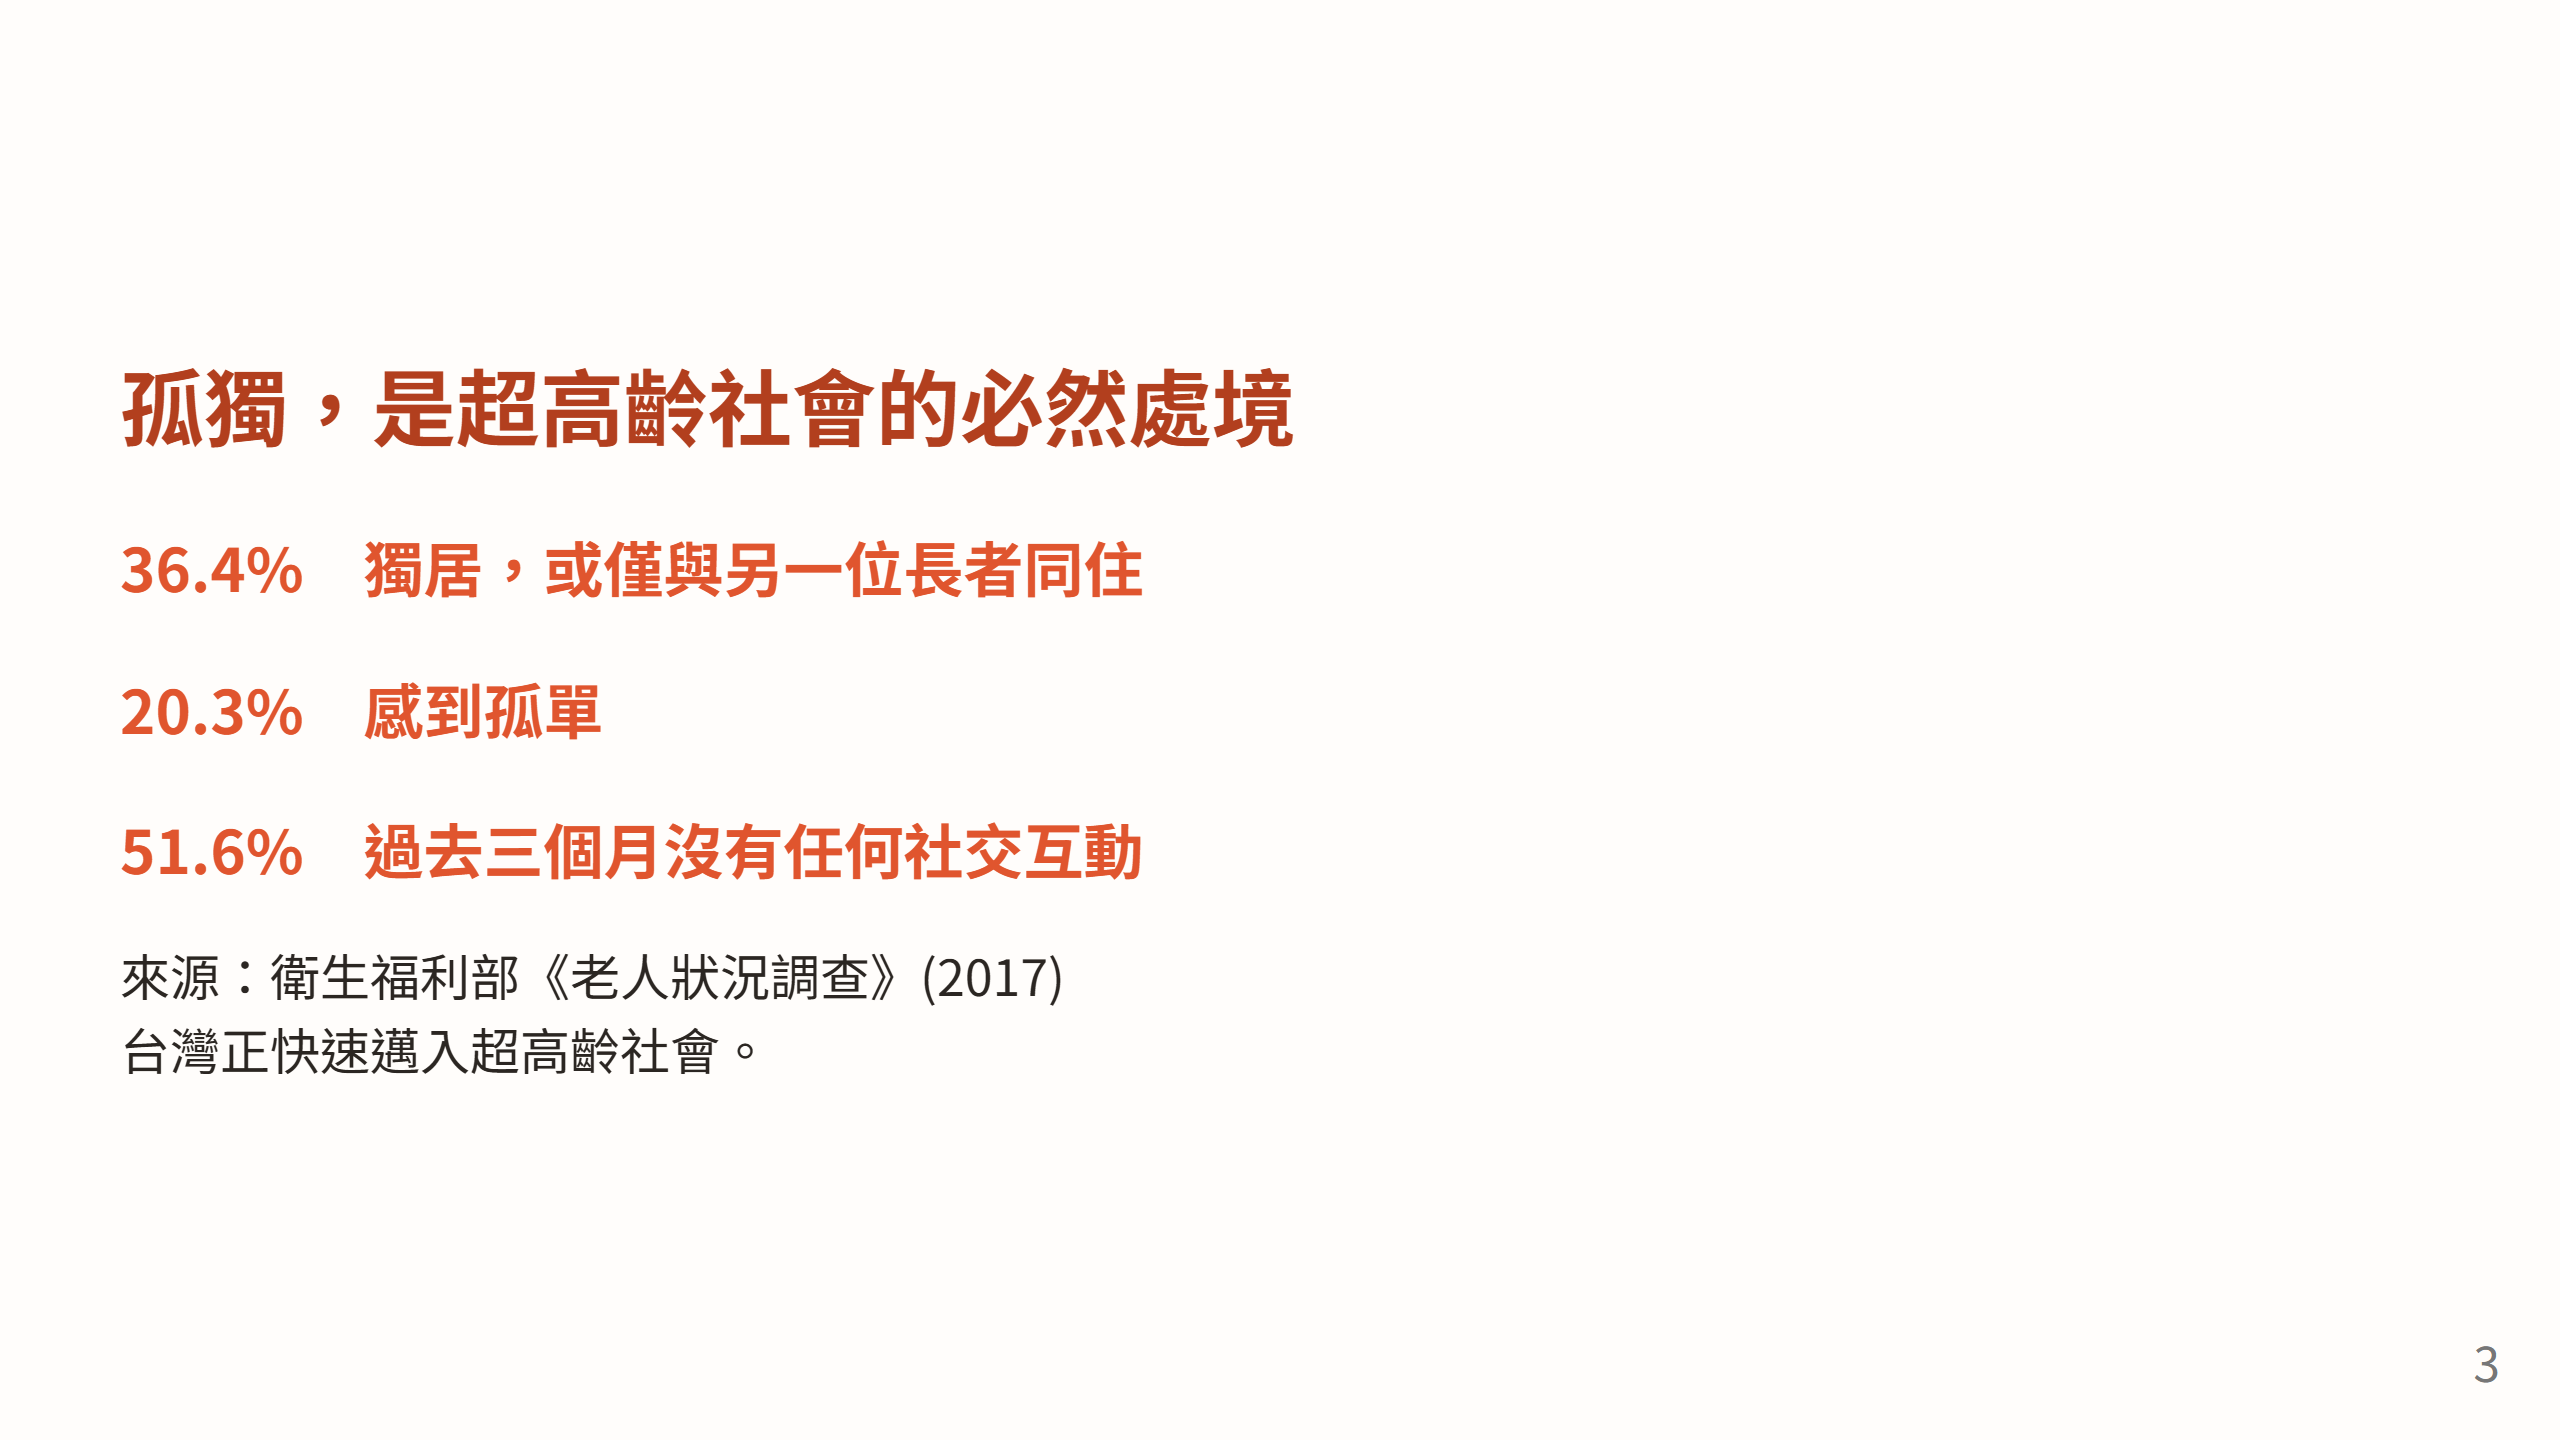 孤獨，是超高齡社會的必然處境
36.4% 獨居，或僅與另一位長者同住
20.3% 感到孤單
51.6% 過去三個月沒有任何社交互動
來源：衛生福利部《老人狀況調查》(2017)
台灣正快速邁入超高齡社會。
3